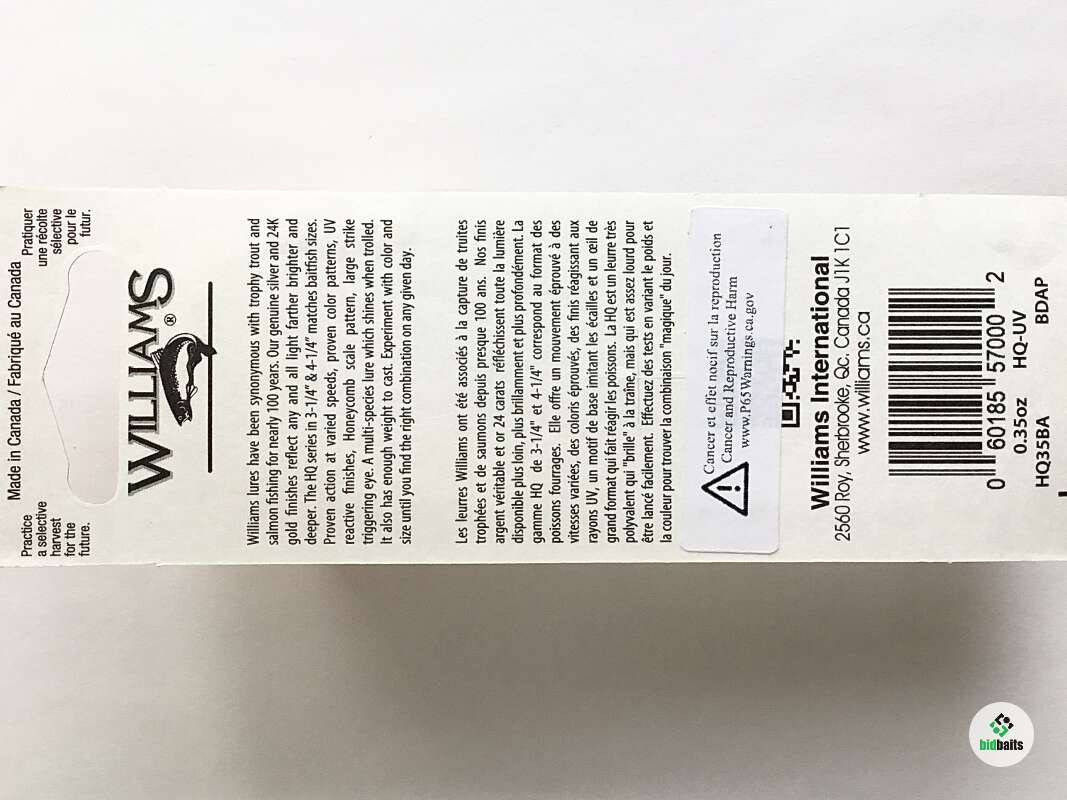 Made in Canada / Fabriqué au Canada
Practice
a selective
harvest
for the
future.
Pratiquer
une récolte
sélective
pour le
futur.
WILLIAMS®
Williams lures have been synonymous with trophy trout and
salmon fishing for nearly 100 years. Our genuine silver and 24K
gold finishes reflect any and all light farther brighter and
deeper. The HQ series in 3-1/4" & 4-1/4" matches baitfish sizes.
Proven action at varied speeds, proven color patterns, UV
reactive finishes, Honeycomb scale pattern, large strike
triggering eye. A multi-species lure which shines when trolled.
It also has enough weight to cast. Experiment with color and
size until you find the right combination on any given day.
Les leurres Williams ont été associés à la capture de truites
trophées et de saumons depuis presque 100 ans. Nos finis
argent véritable et or 24 carats réfléchissent toute la lumière
disponible plus loin, plus brillamment et plus profondément. La
gamme HQ de 3-1/4" et 4-1/4" correspond au format des
poissons fourrages. Elle offre un mouvement éprouvé à des
vitesses variées, des coloris éprouvés, des finis réagissant aux
rayons UV, un motif de base imitant les écailles et un œil de
grand format qui fait réagir les poissons. La HQ est un leurre très
polyvalent qui "brille" à la traîne, mais qui est assez lourd pour
être lancé facilement. Effectuez des tests en variant le poids et
la couleur pour trouver la combinaison "magique" du jour.
Cancer et effet nocif sur la reproduction
Cancer and Reproductive Harm
www.P65Warnings.ca.gov
Williams International
2560 Roy, Sherbrooke, Qc. Canada J1K 1C1
www.williams.ca
0 60185 57000 2
0.35oz HQ-UV
HQ35BA BDAP
bidbaits